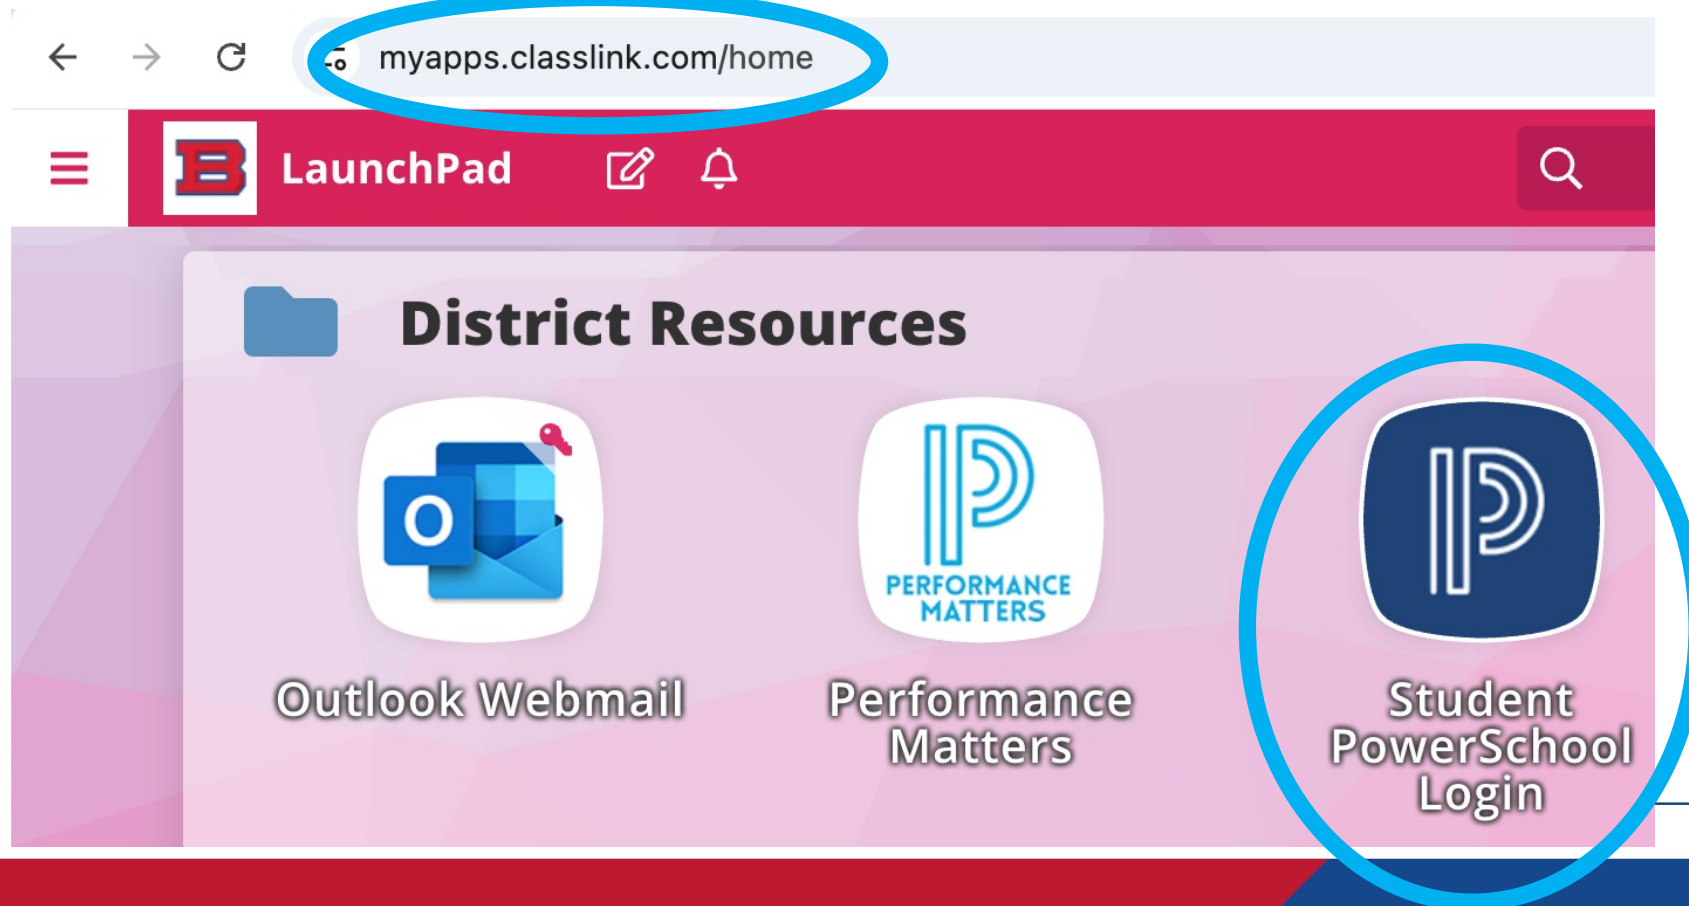 myapps.classlink.com/home
B LaunchPad
District Resources
O
PERFORMANCE
MATTERS
Outlook Webmail
Performance
Matters
Student
PowerSchool
Login